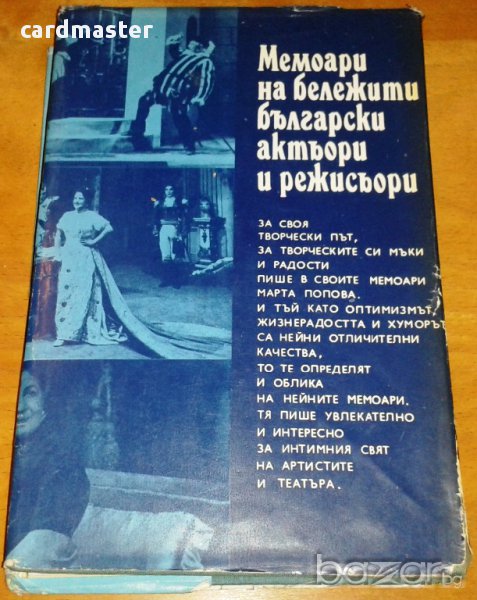 cardmaster
Мемоари
на бележити
български
актьори
и режисьори
ЗА СВОЯ
ТВОРЧЕСКИ ПЪТ,
ЗА ТВОРЧЕСКИТЕ СИ МЪКИ
И РАДОСТИ
ПИШЕ В СВОИТЕ МЕМОАРИ
МАРТА ПОПОВА.
И ТЪЙ КАТО ОПТИМИЗМЪТ,
ЖИЗНЕРАДОСТТА И ХУМОРЪТ
СА НЕЙНИ ОТЛИЧИТЕЛНИ
КАЧЕСТВА,
ТО ТЕ ОПРЕДЕЛЯТ
И ОБЛИКА
НА НЕЙНИТЕ МЕМОАРИ.
ТЯ ПИШЕ УВЛЕКАТЕЛНО
И ИНТЕРЕСНО
ЗА ИНТИМНИЯ СВЯТ
НА АРТИСТИТЕ
И ТЕАТЪРА.
bazar.bg